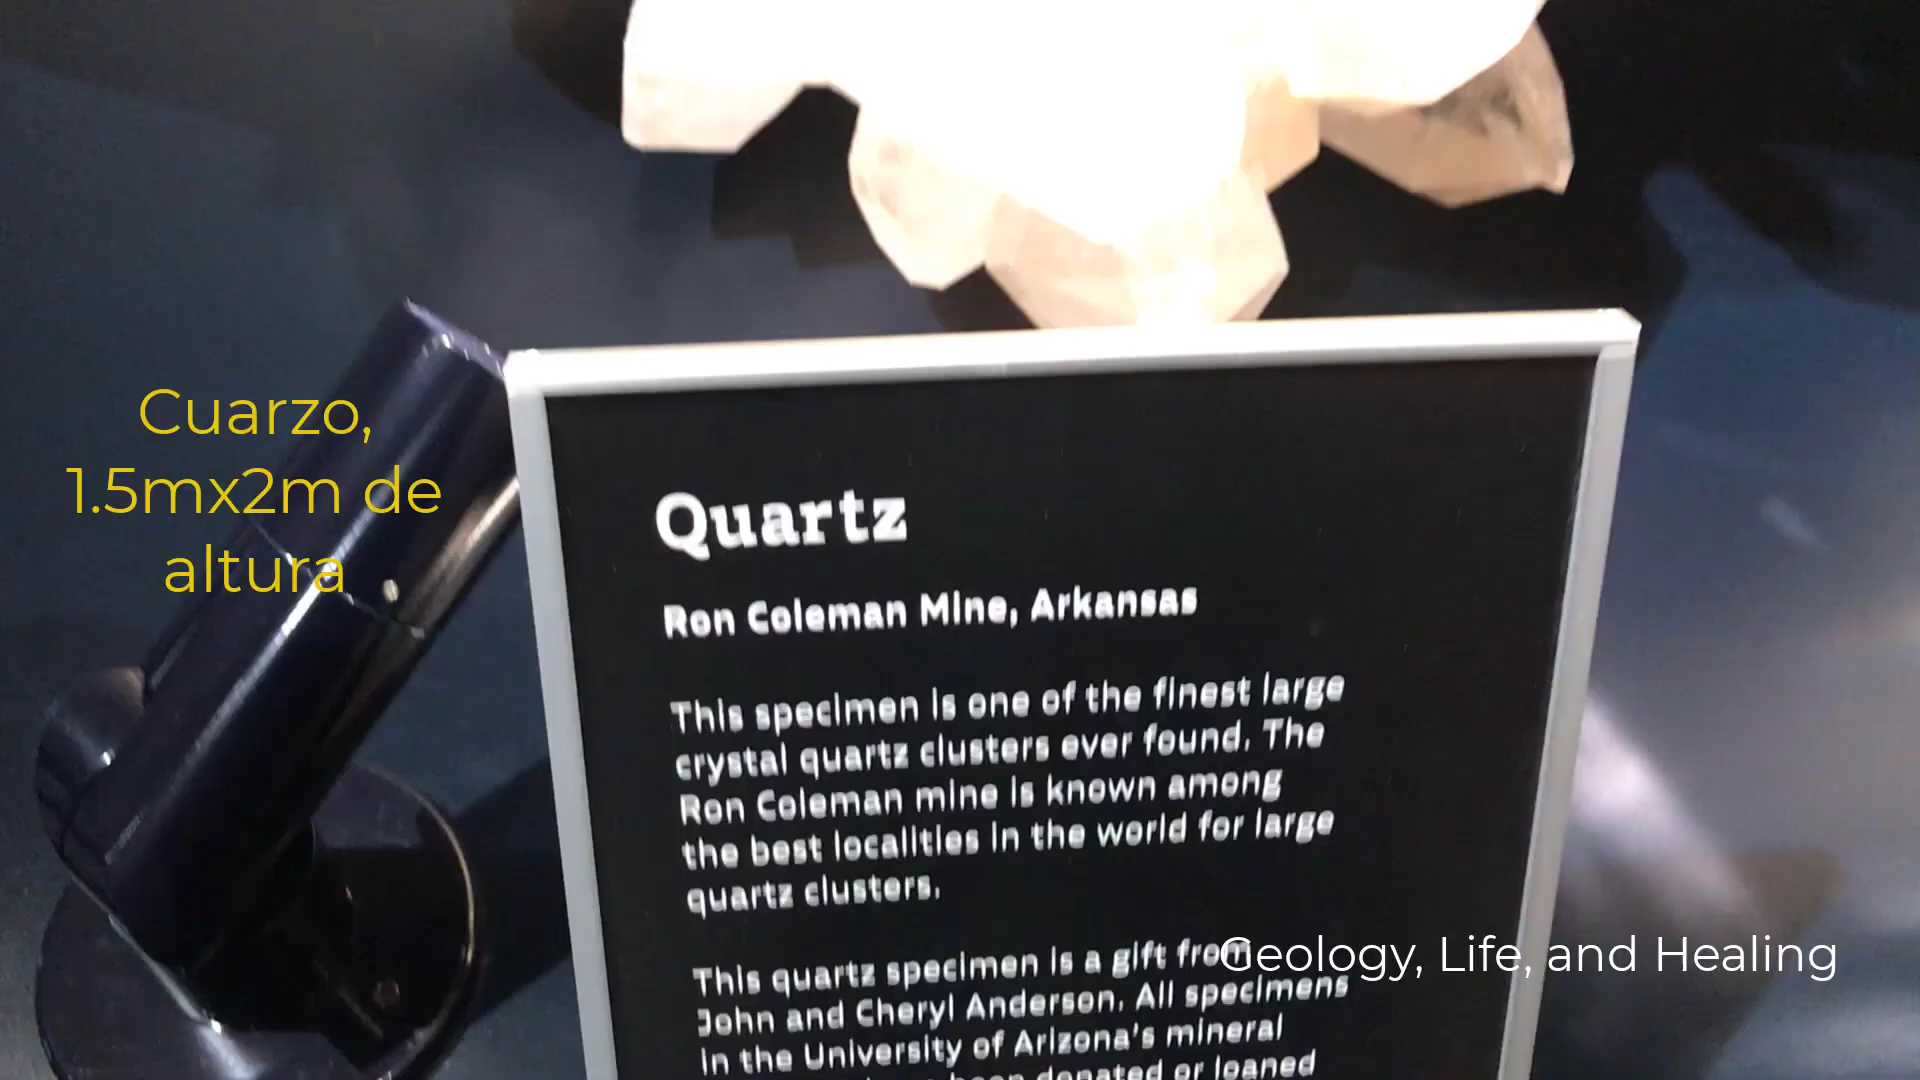 Cuarzo,
1.5mx2m de
altura
Quartz
Ron Coleman Mine, Arkansas
This specimen is one of the finest large
crystal quartz clusters ever found. The
Ron Coleman mine is known among
the best localities in the world for large
quartz clusters.
This quartz specimen is a gift from
John and Cheryl Anderson. All specimens
in the University of Arizona's mineral
been donated or loaned
Geology, Life, and Healing